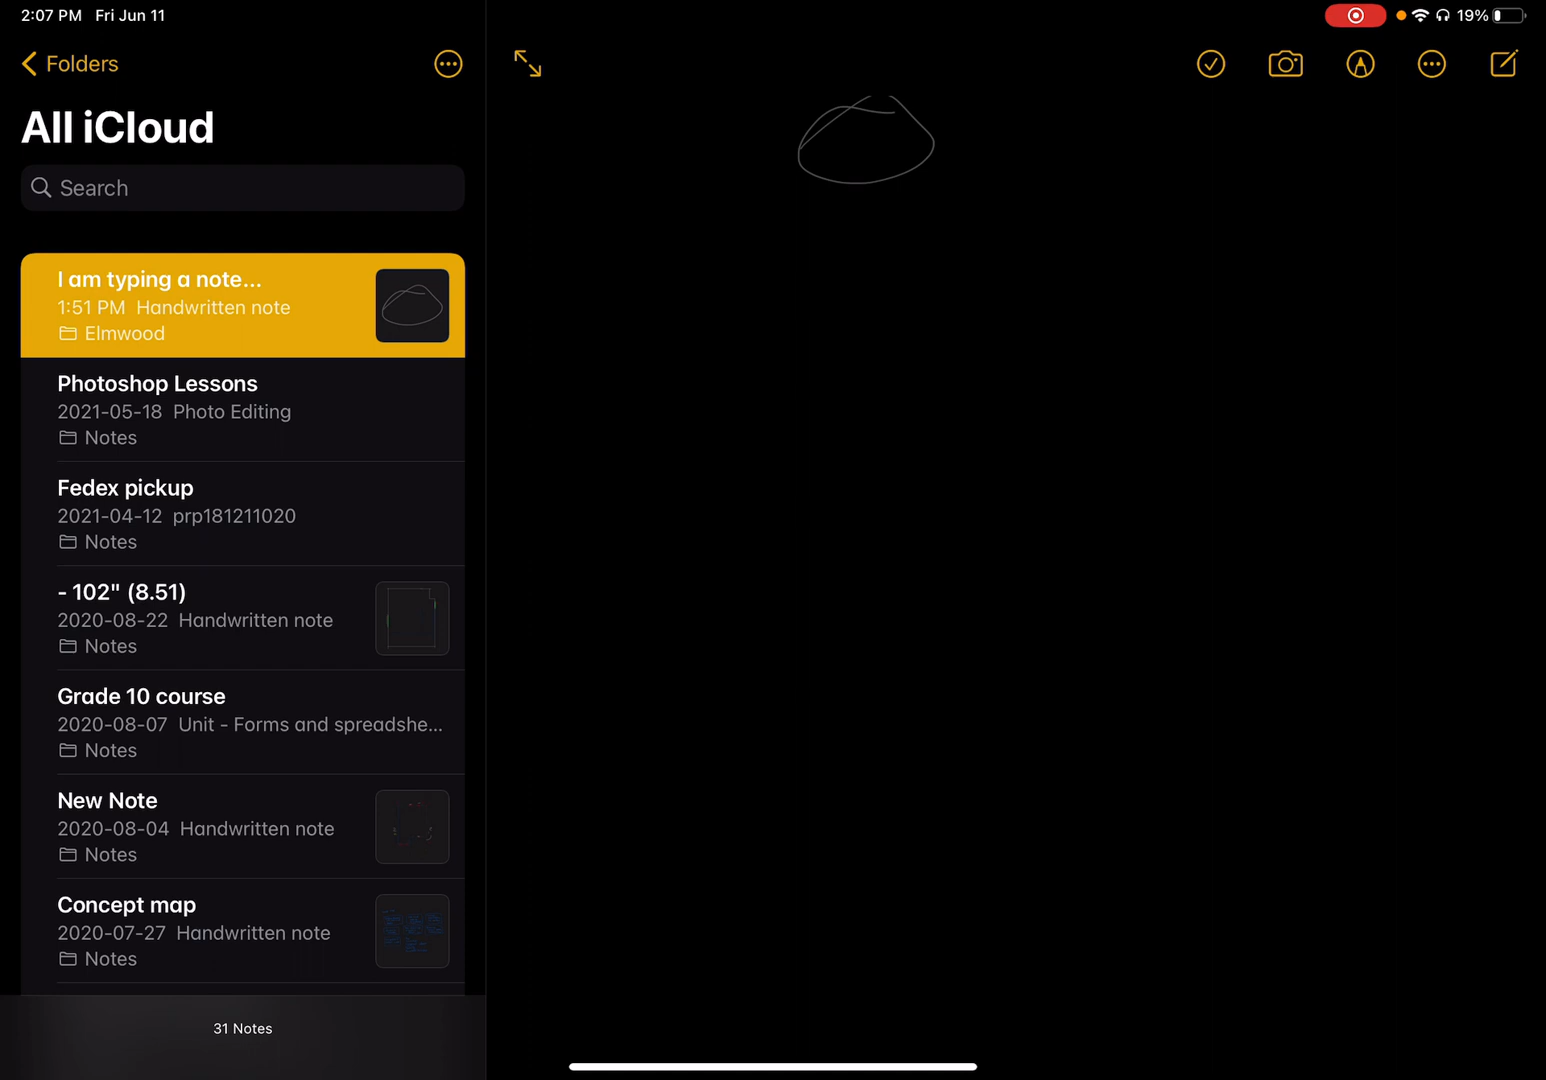 2:07 PM Fri Jun 11
19%
Folders
All iCloud
Search
I am typing a note...
1:51 PM Handwritten note
Elmwood
Photoshop Lessons
2021-05-18 Photo Editing
Notes
Fedex pickup
2021-04-12 prp181211020
Notes
- 102" (8.51)
2020-08-22 Handwritten note
Notes
Grade 10 course
2020-08-07 Unit - Forms and spreadshe...
Notes
New Note
2020-08-04 Handwritten note
Notes
Concept map
2020-07-27 Handwritten note
Notes
31 Notes